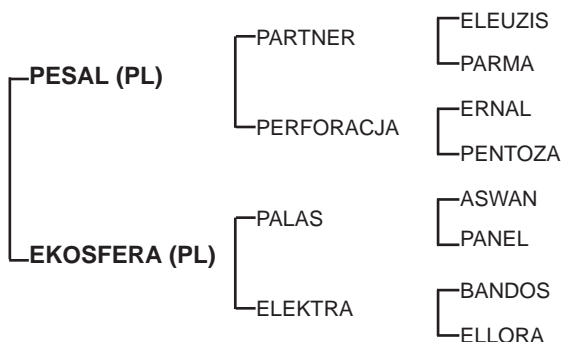 ELEUZIS
PARTNER
PARMA
PESAL (PL)
ERNAL
PERFORACJA
PENTOZA
ASWAN
PALAS
PANEL
EKOSFERA (PL)
BANDOS
ELEKTRA
ELLORA